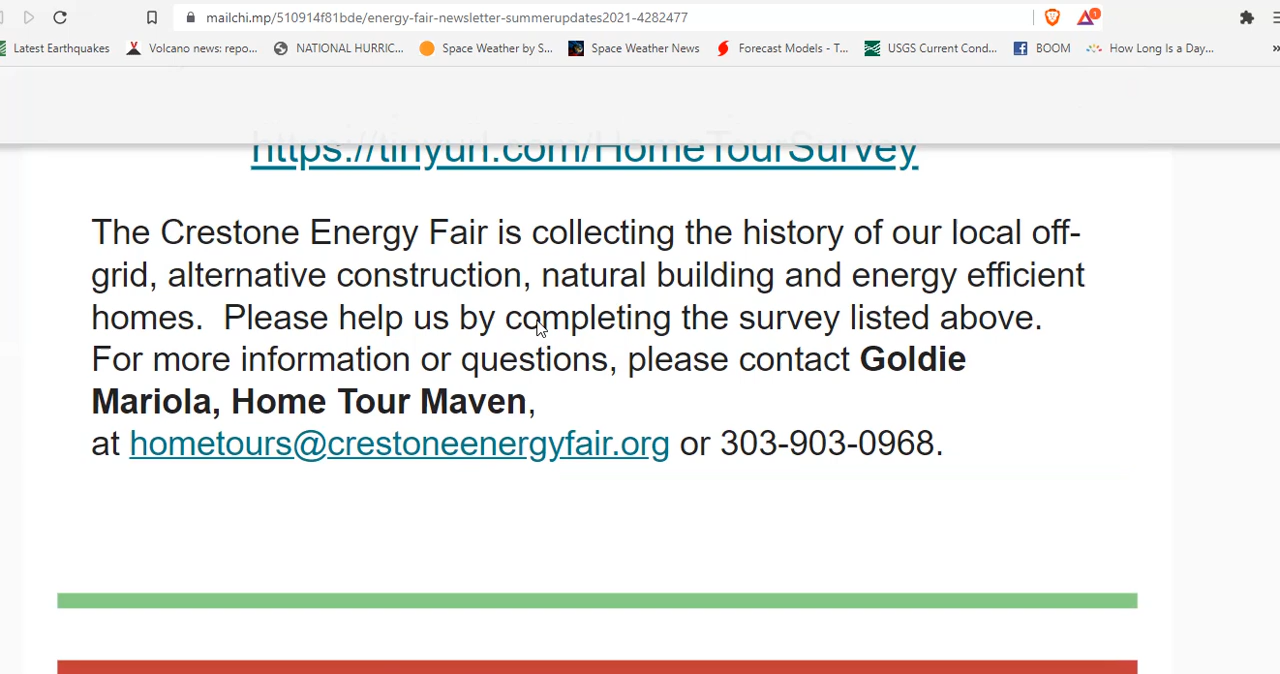 mailchi.mp/510914f81bde/energy-fair-newsletter-summerupdates2021-4282477
1
Latest Earthquakes
Volcano news: repo...
NATIONAL HURRIC...
Space Weather by S...
Space Weather News
Forecast Models - T...
USGS Current Cond...
BOOM
How Long Is a Day...
»
https://tinyurl.com/HomeTourSurvey
The Crestone Energy Fair is collecting the history of our local off-
grid, alternative construction, natural building and energy efficient
homes.  Please help us by completing the survey listed above.
For more information or questions, please contact Goldie
Mariola, Home Tour Maven,
at hometours@crestoneenergyfair.org or 303-903-0968.